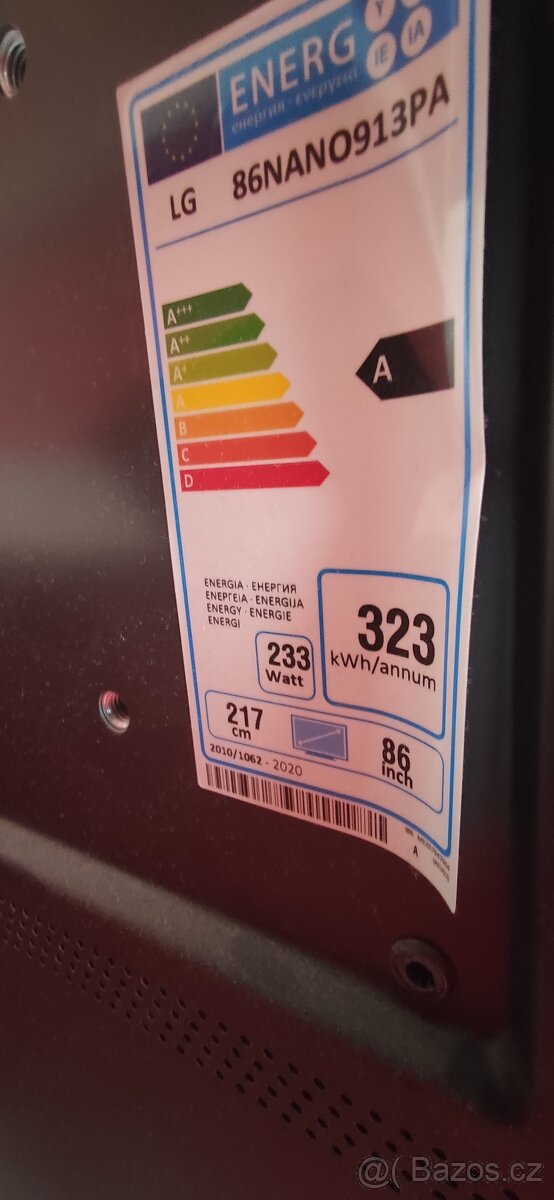 ENERG
енергия · ενεργεια
Y
IE
IA
LG 86NANO913PA
A+++
A++
A+
A
B
C
D
A
ENERGIA · ЕНЕРГИЯ
ΕΝΕΡΓΕΙΑ · ENERGIJA
ENERGY · ENERGIE
ENERGI
233
Watt
323
kWh/annum
217
cm
86
inch
2010/1062 - 2020
A
@( Bazos.cz